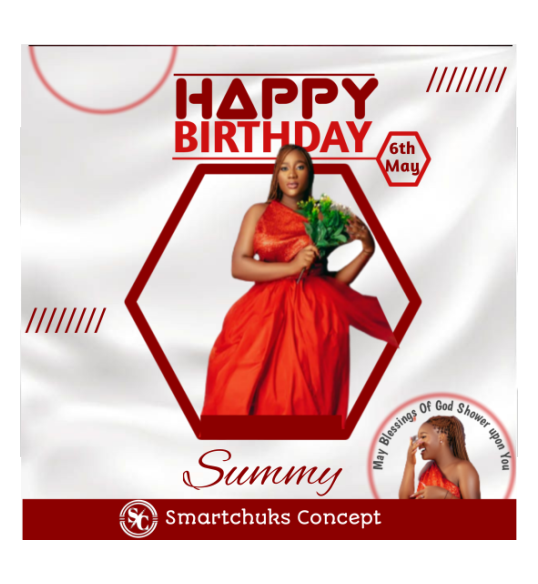 HAPPY
BIRTHDAY
6th
May
May Blessings Of God Shower upon You
Summy
SC
Smartchuks Concept